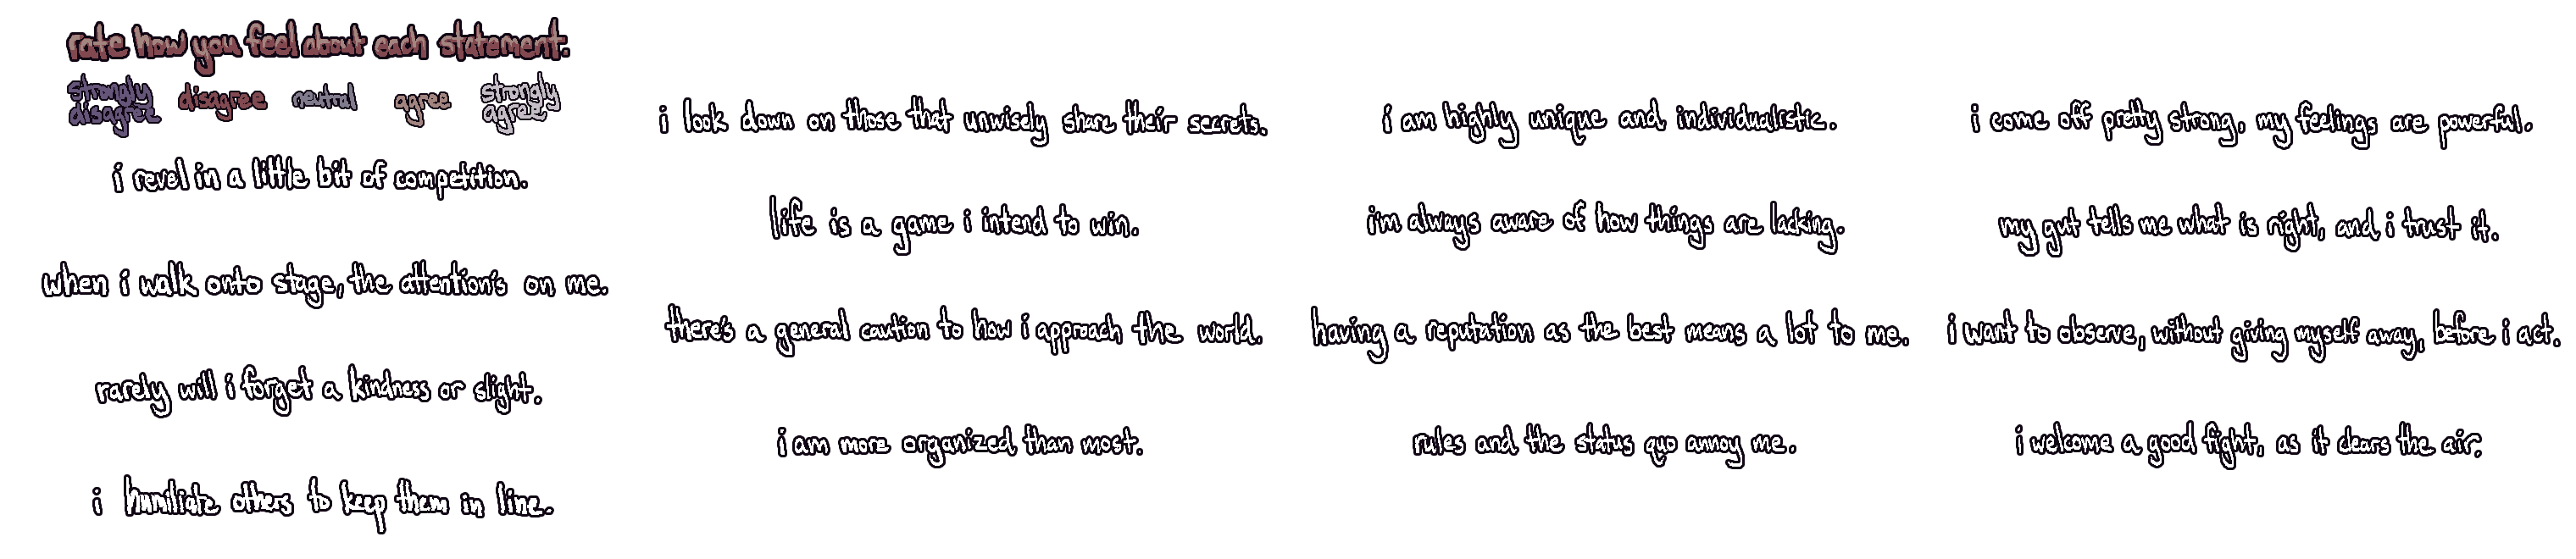 rate how you feel about each statement.
strongly disagree disagree neutral agree strongly agree
i revel in a little bit of competition.
when i walk onto stage, the attention's on me.
rarely will i forget a kindness or slight.
i humiliate others to keep them in line.
i look down on those that unwisely share their secrets.
life is a game i intend to win.
there's a general caution to how i approach the world.
i am more organized than most.
i am highly unique and individualistic.
i'm always aware of how things are lacking.
having a reputation as the best means a lot to me.
rules and the status quo annoy me.
i come off pretty strong, my feelings are powerful.
my gut tells me what is right, and i trust it.
i want to observe, without giving myself away, before i act.
i welcome a good fight, as it clears the air.